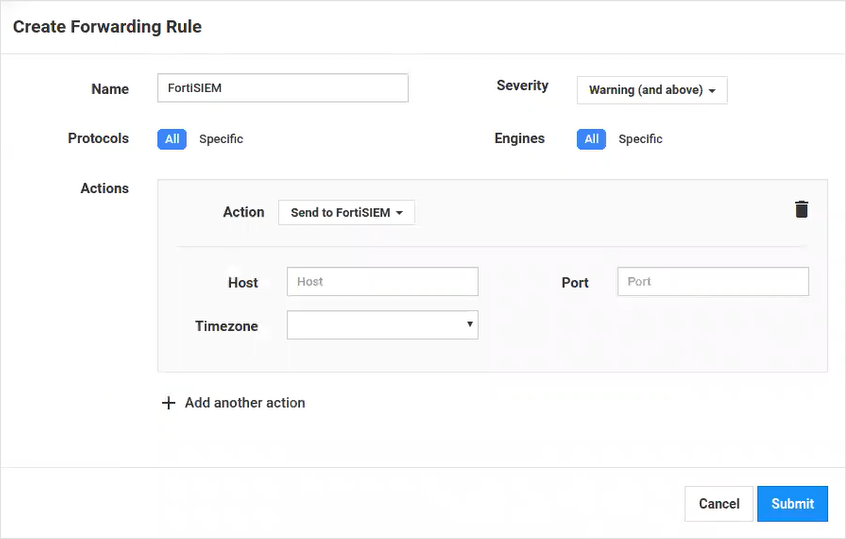 Create Forwarding Rule
Name FortiSIEM Severity Warning (and above)
Protocols All Specific Engines All Specific
Actions
Action Send to FortiSIEM
Host Host Port Port
Timezone
Add another action
Cancel Submit